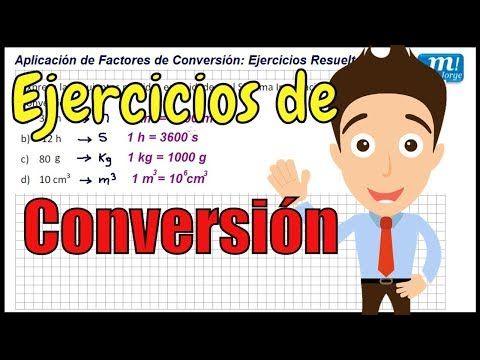 Aplicación de Factores de Conversión: Ejercicios Resuelt
m!
Jorge
Ejercicios de
b) 12 h → s 1 h = 3600 s
c) 80 g → Kg 1 kg = 1000 g
d) 10 cm³ → m³ 1 m³ = 10⁶cm³
Conversión